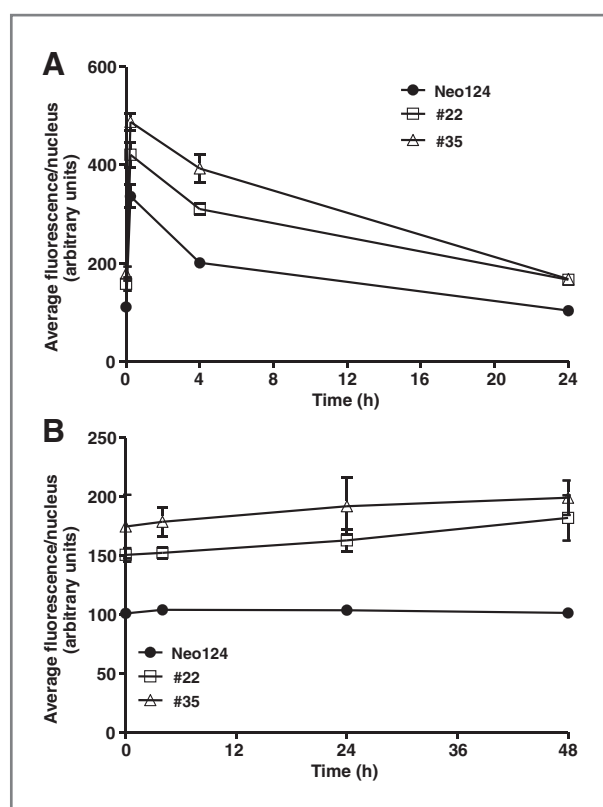 A
Average fluorescence/nucleus
(arbitrary units)
600
400
200
0
Neo124
#22
#35
0 4 8 12 16 20 24
Time (h)
B
Average fluorescence/nucleus
(arbitrary units)
250
200
150
100
50
0
Neo124
#22
#35
0 12 24 36 48
Time (h)